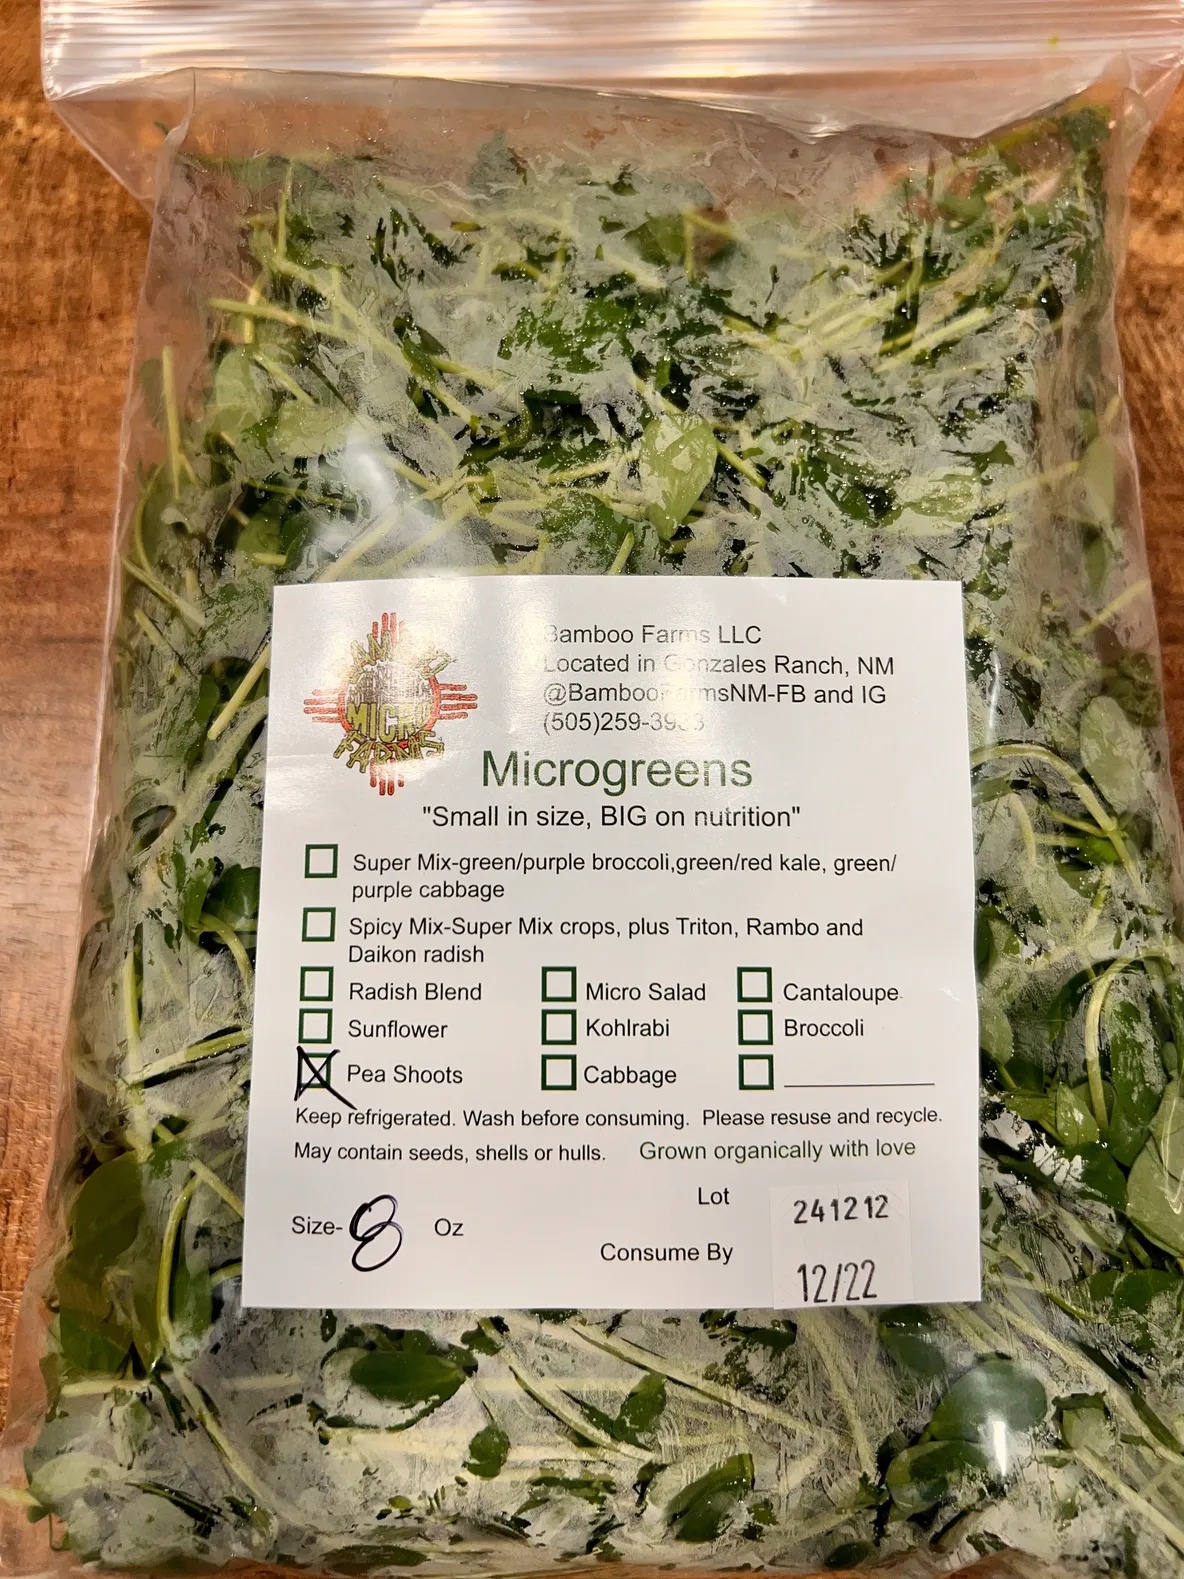 BAMBOO
MICRO
FARMS
Bamboo Farms LLC
Located in Gonzales Ranch, NM
@BambooFarmsNM-FB and IG
Microgreens
"Small in size, BIG on nutrition"
Super Mix-green/purple broccoli,green/red kale, green/
purple cabbage
Spicy Mix-Super Mix crops, plus Triton, Rambo and
Daikon radish
Radish Blend
Micro Salad
Cantaloupe
Sunflower
Kohlrabi
Broccoli
X Pea Shoots
Cabbage
Keep refrigerated. Wash before consuming. Please resuse and recycle.
May contain seeds, shells or hulls. Grown organically with love
Size- 8 Oz
Lot 241212
Consume By 12/22